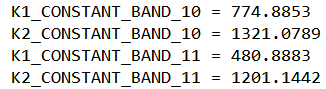 K1_CONSTANT_BAND_10 = 774.8853
K2_CONSTANT_BAND_10 = 1321.0789
K1_CONSTANT_BAND_11 = 480.8883
K2_CONSTANT_BAND_11 = 1201.1442